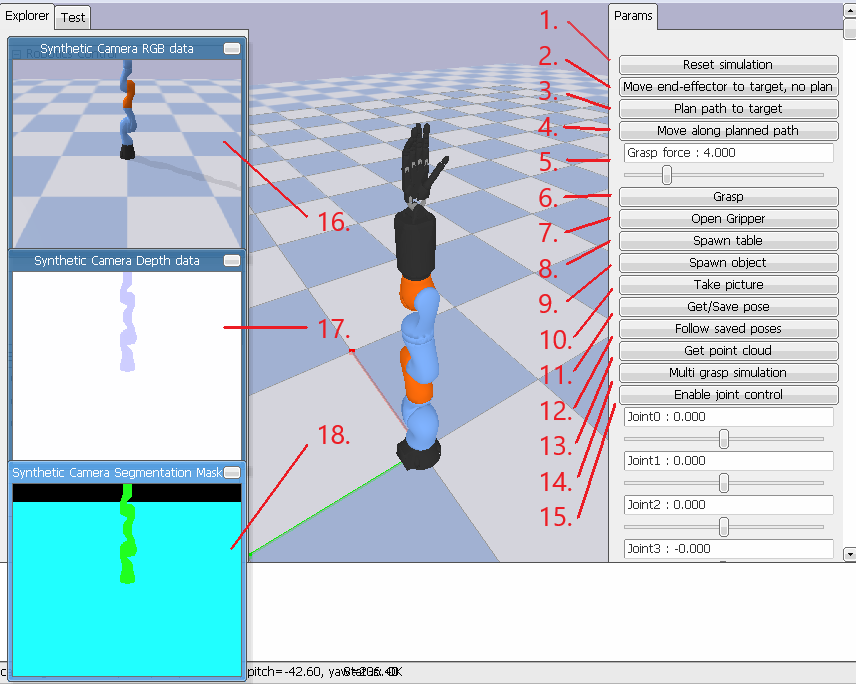 Explorer
Test
Synthetic Camera RGB data
16.
Synthetic Camera Depth data
17.
Synthetic Camera Segmentation Mask
18.
Params
1.
Reset simulation
2.
Move end-effector to target, no plan
3.
Plan path to target
4.
Move along planned path
5.
Grasp force : 4.000
6.
Grasp
7.
Open Gripper
8.
Spawn table
9.
Spawn object
10.
Take picture
11.
Get/Save pose
12.
Follow saved poses
13.
Get point cloud
14.
Multi grasp simulation
15.
Enable joint control
Joint0 : 0.000
Joint1 : 0.000
Joint2 : 0.000
Joint3 : -0.000
pitch=-42.60,